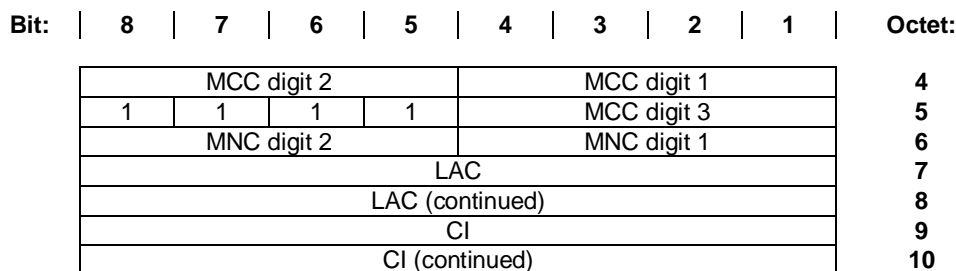 Bit: 8 7 6 5 4 3 2 1 Octet:
MCC digit 2 MCC digit 1 4
1 1 1 1 MCC digit 3 5
MNC digit 2 MNC digit 1 6
LAC 7
LAC (continued) 8
CI 9
CI (continued) 10